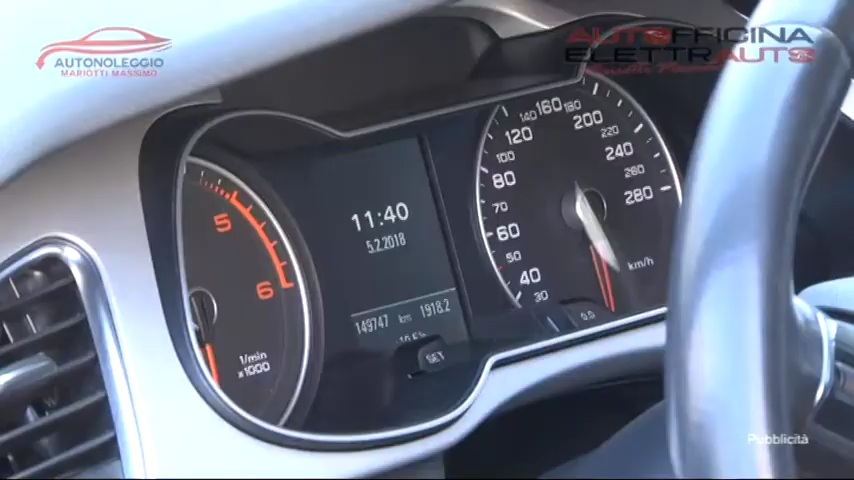 AUTONOLEGGIO
MARIOTTI MASSIMO
AUTOFFICINA
ELETTRAUTO
Mariotti Massimo
5
6
1/min
x1000
11:40
5.2.2018
149747 km 1918.2
SET
30
40
50
60
70
80
100
120
140
160
180
200
220
240
260
280
km/h
0.0
Pubblicità